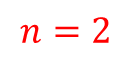 n = 2